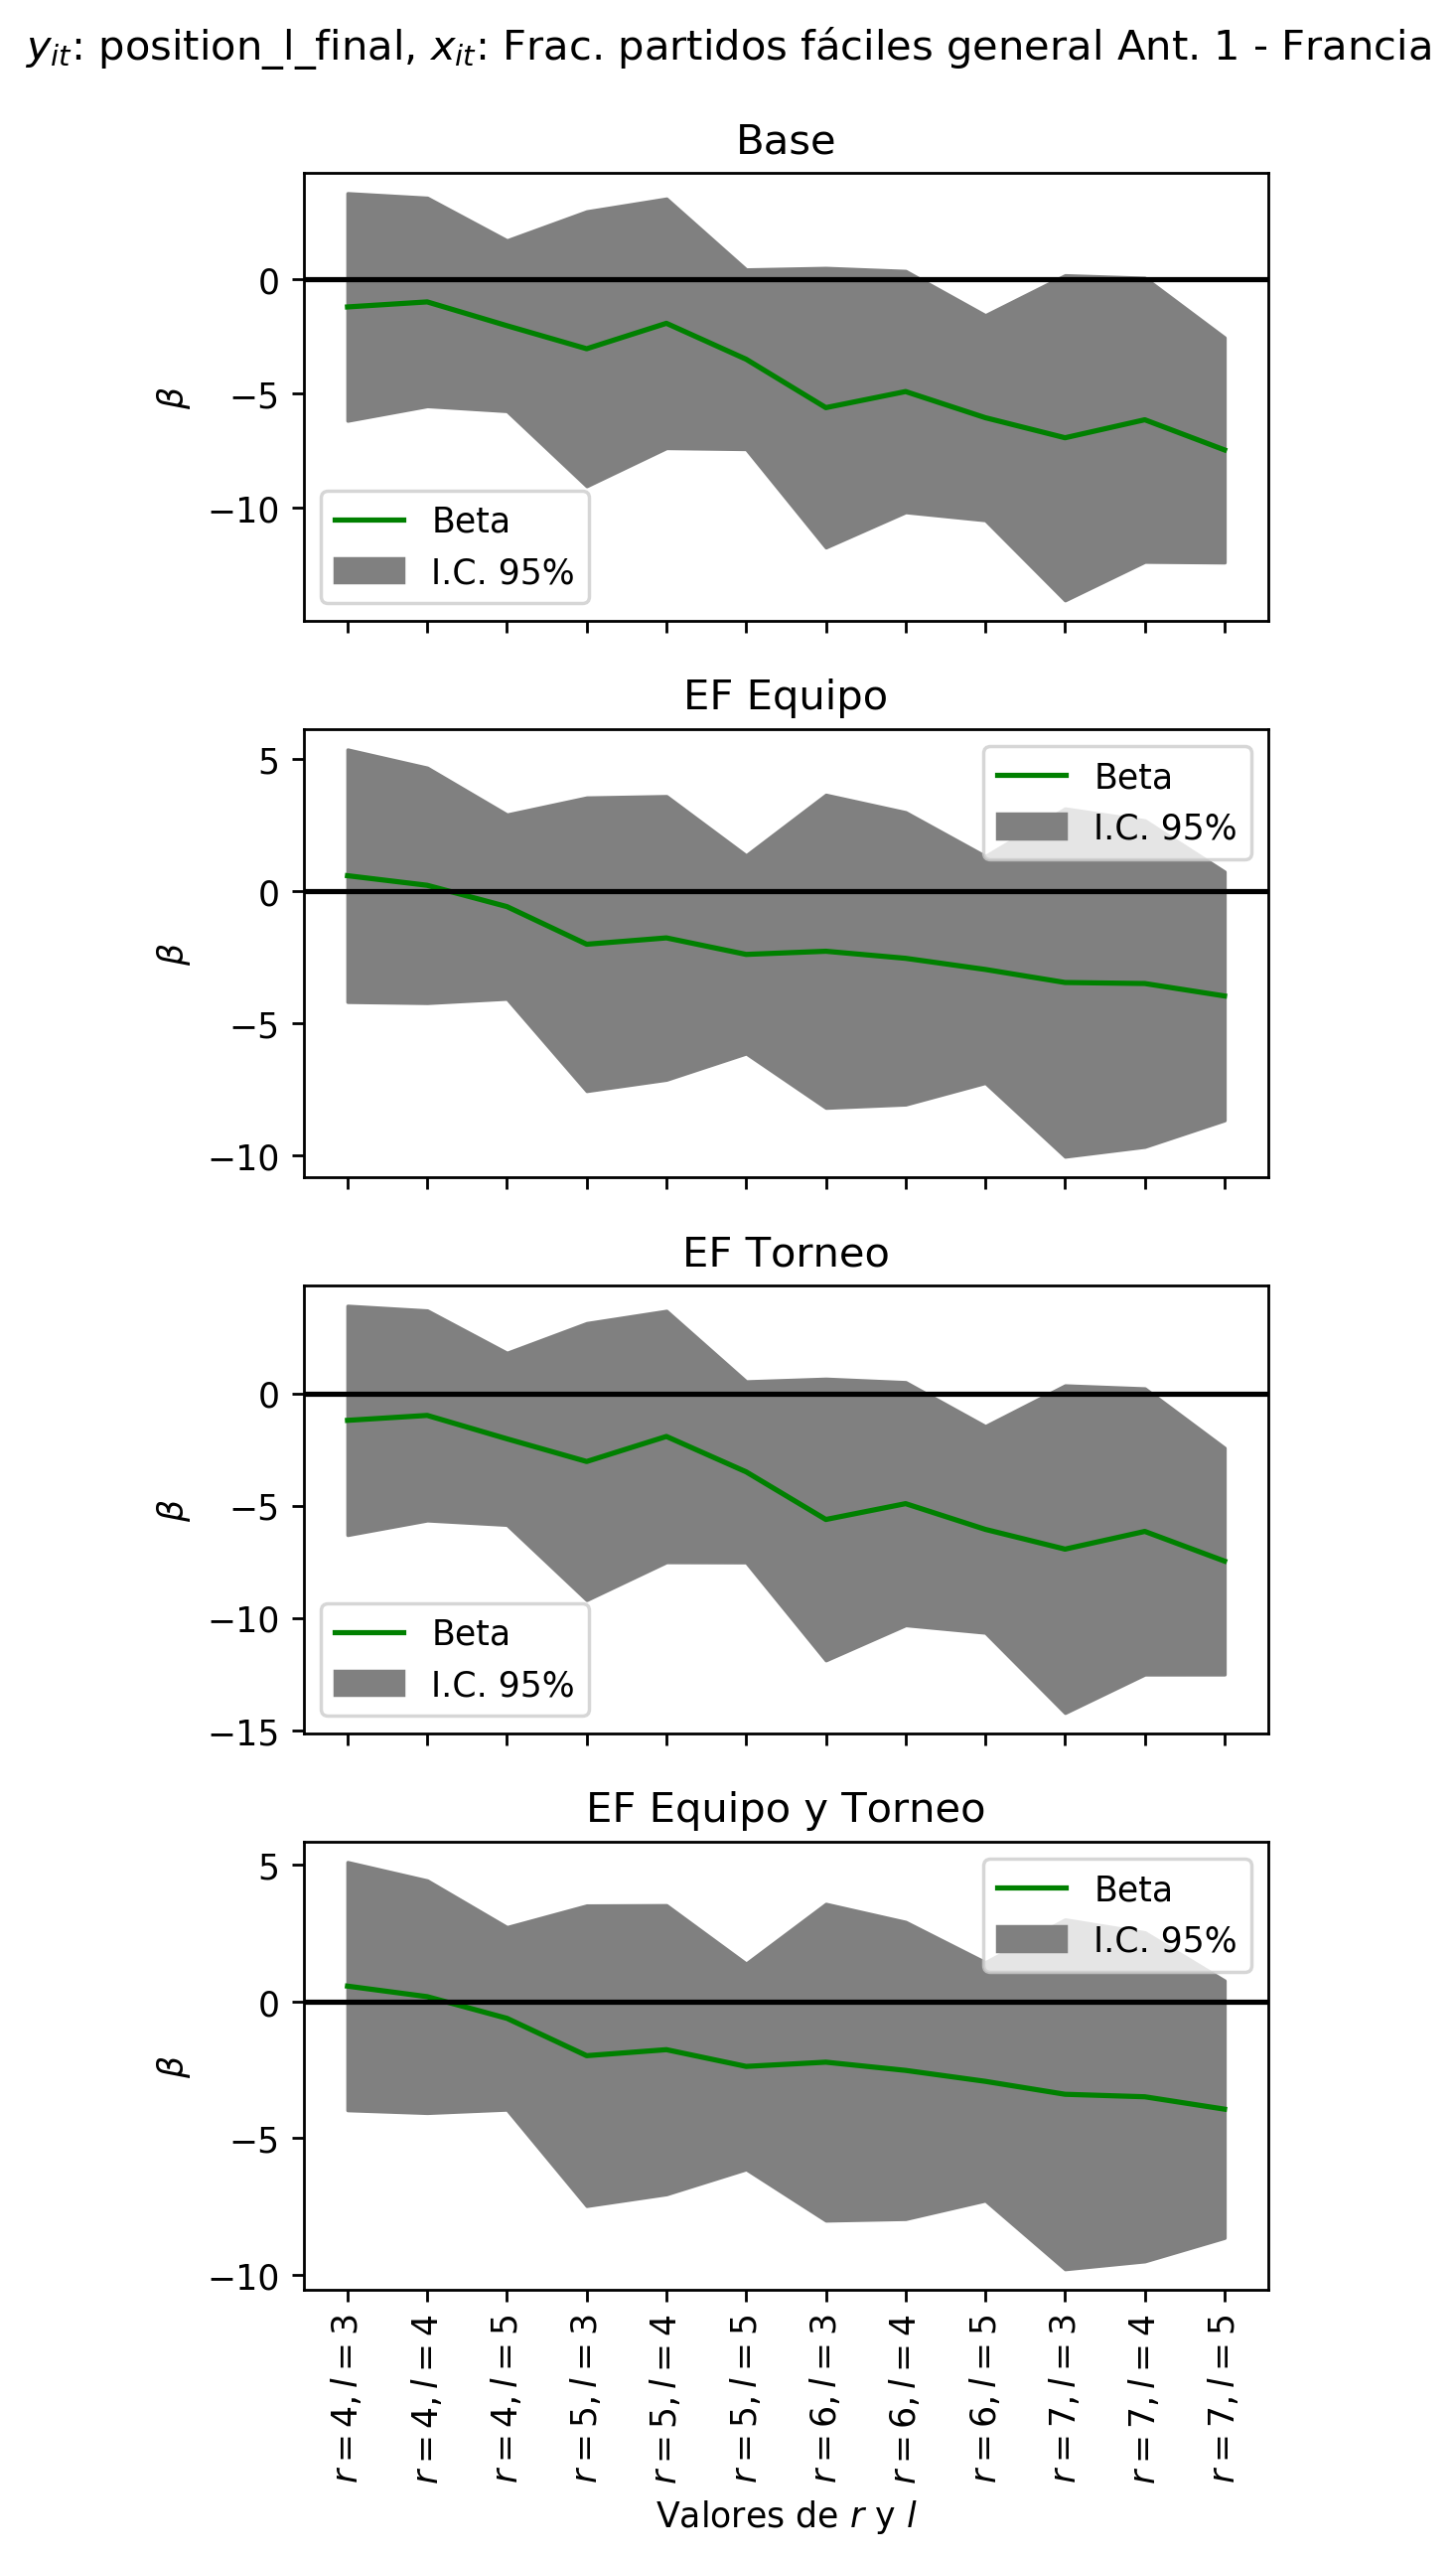 y_it: position_l_final, x_it: Frac. partidos fáciles general Ant. 1 - Francia
Base
0
−5
−10
β
Beta
I.C. 95%
EF Equipo
5
0
−5
−10
β
Beta
I.C. 95%
EF Torneo
0
−5
−10
−15
β
Beta
I.C. 95%
EF Equipo y Torneo
5
0
−5
−10
β
Beta
I.C. 95%
r = 4, l = 3
r = 4, l = 4
r = 4, l = 5
r = 5, l = 3
r = 5, l = 4
r = 5, l = 5
r = 6, l = 3
r = 6, l = 4
r = 6, l = 5
r = 7, l = 3
r = 7, l = 4
r = 7, l = 5
Valores de r y l